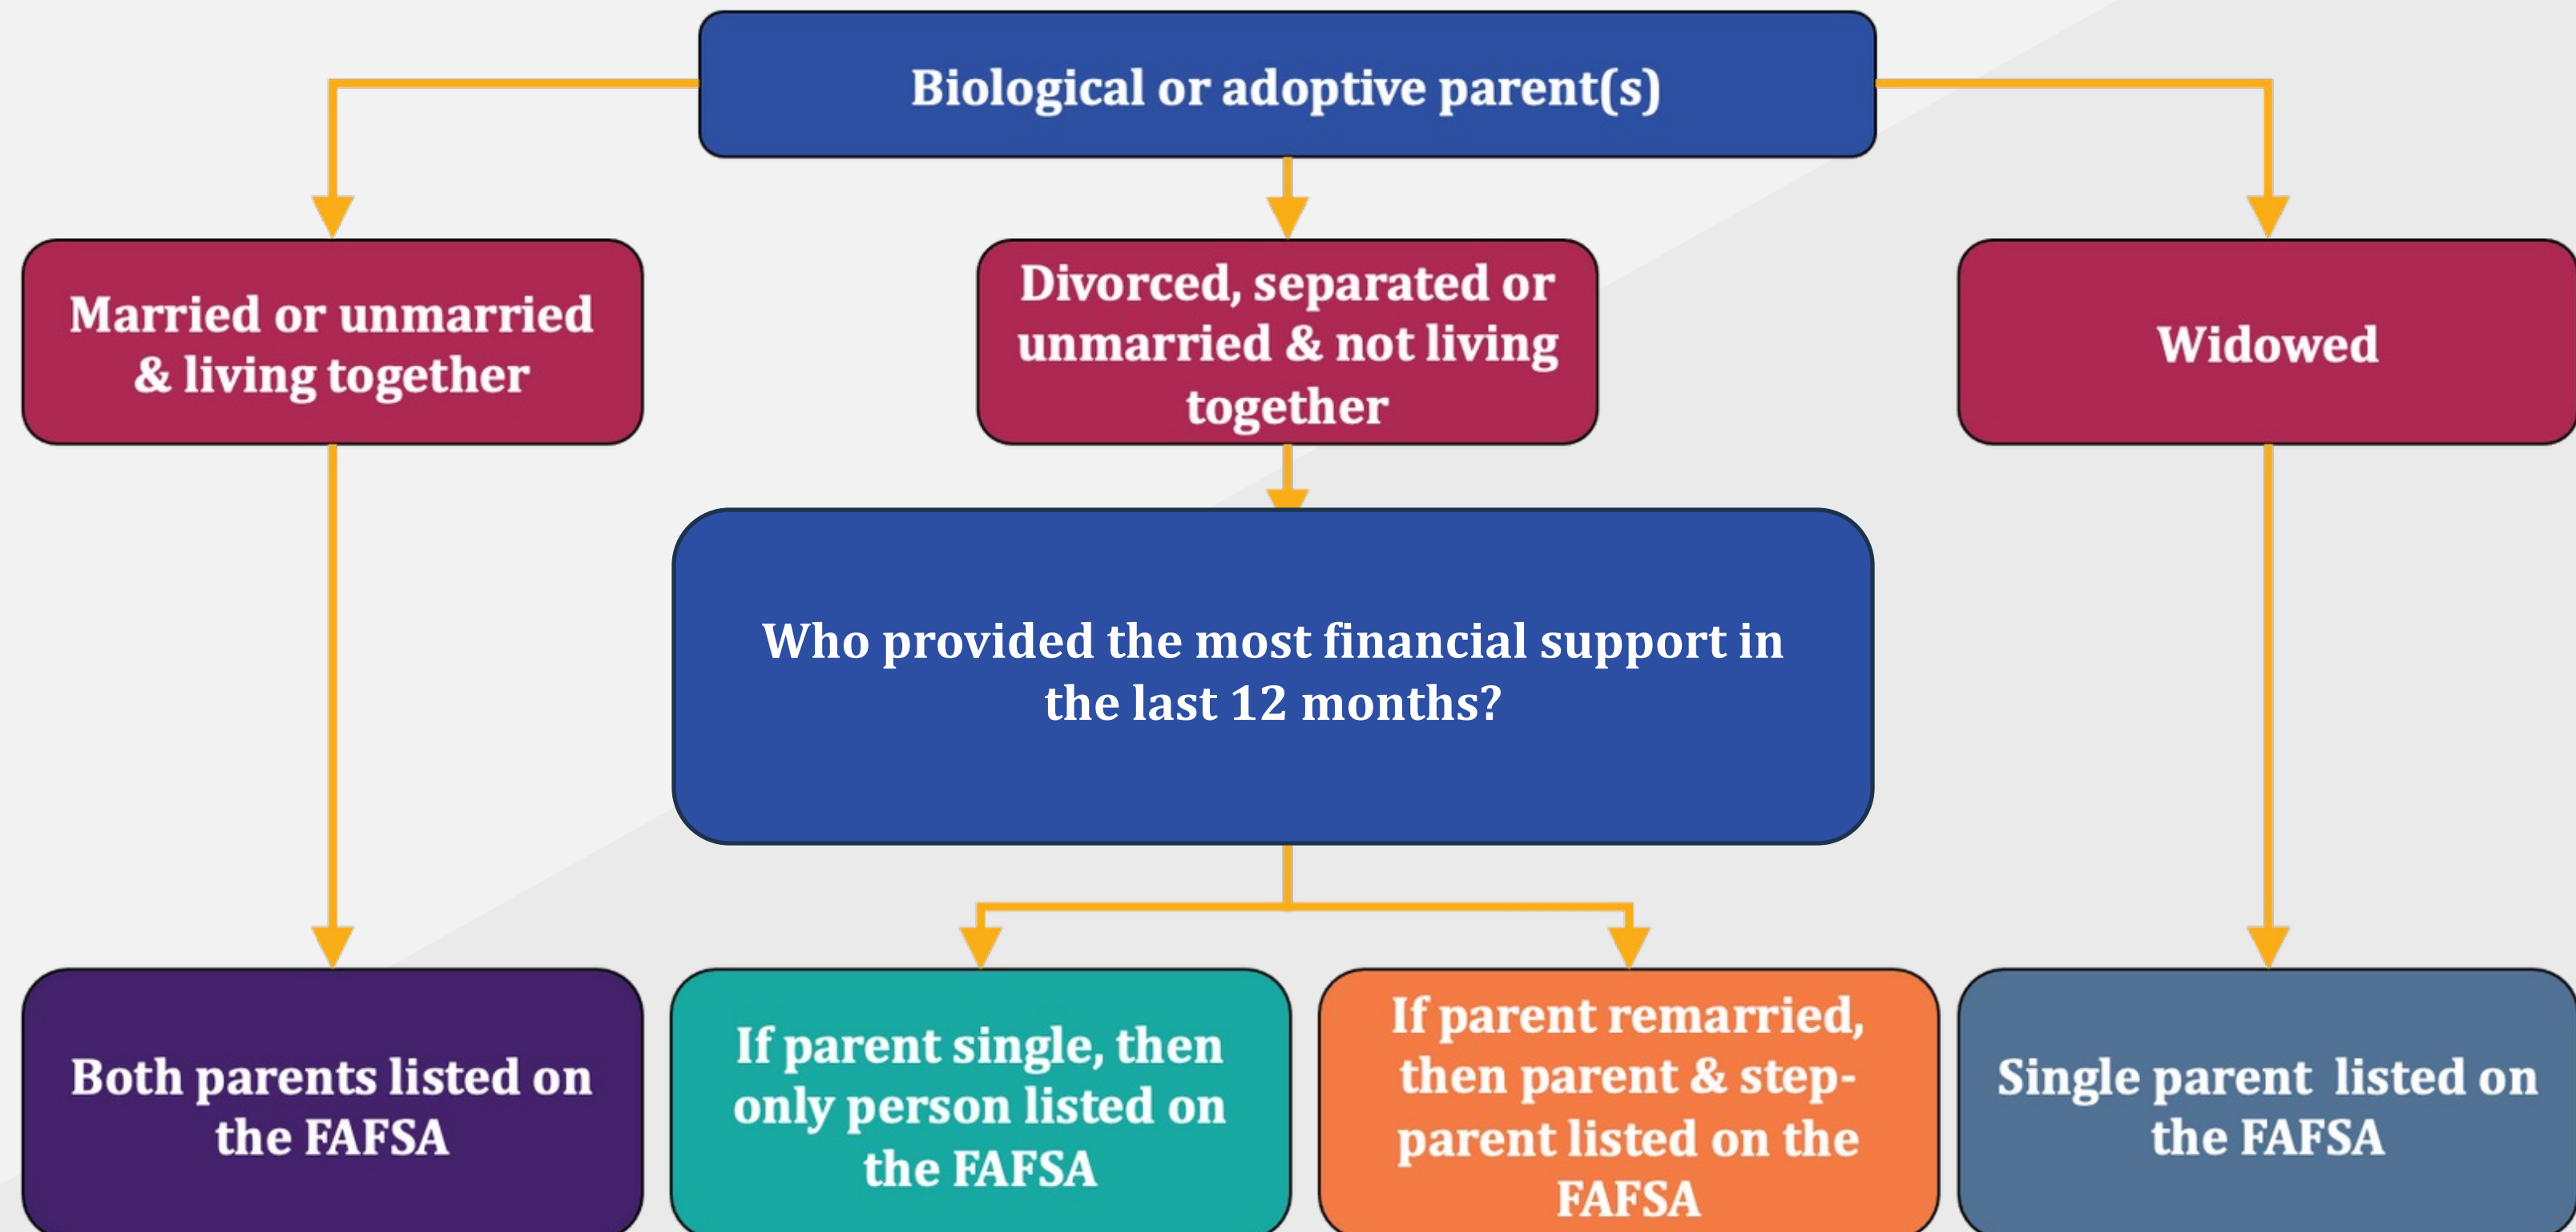 Biological or adoptive parent(s)
Married or unmarried
& living together
Divorced, separated or
unmarried & not living
together
Widowed
Who provided the most financial support in
the last 12 months?
Both parents listed on
the FAFSA
If parent single, then
only person listed on
the FAFSA
If parent remarried,
then parent & step-
parent listed on the
FAFSA
Single parent listed on
the FAFSA